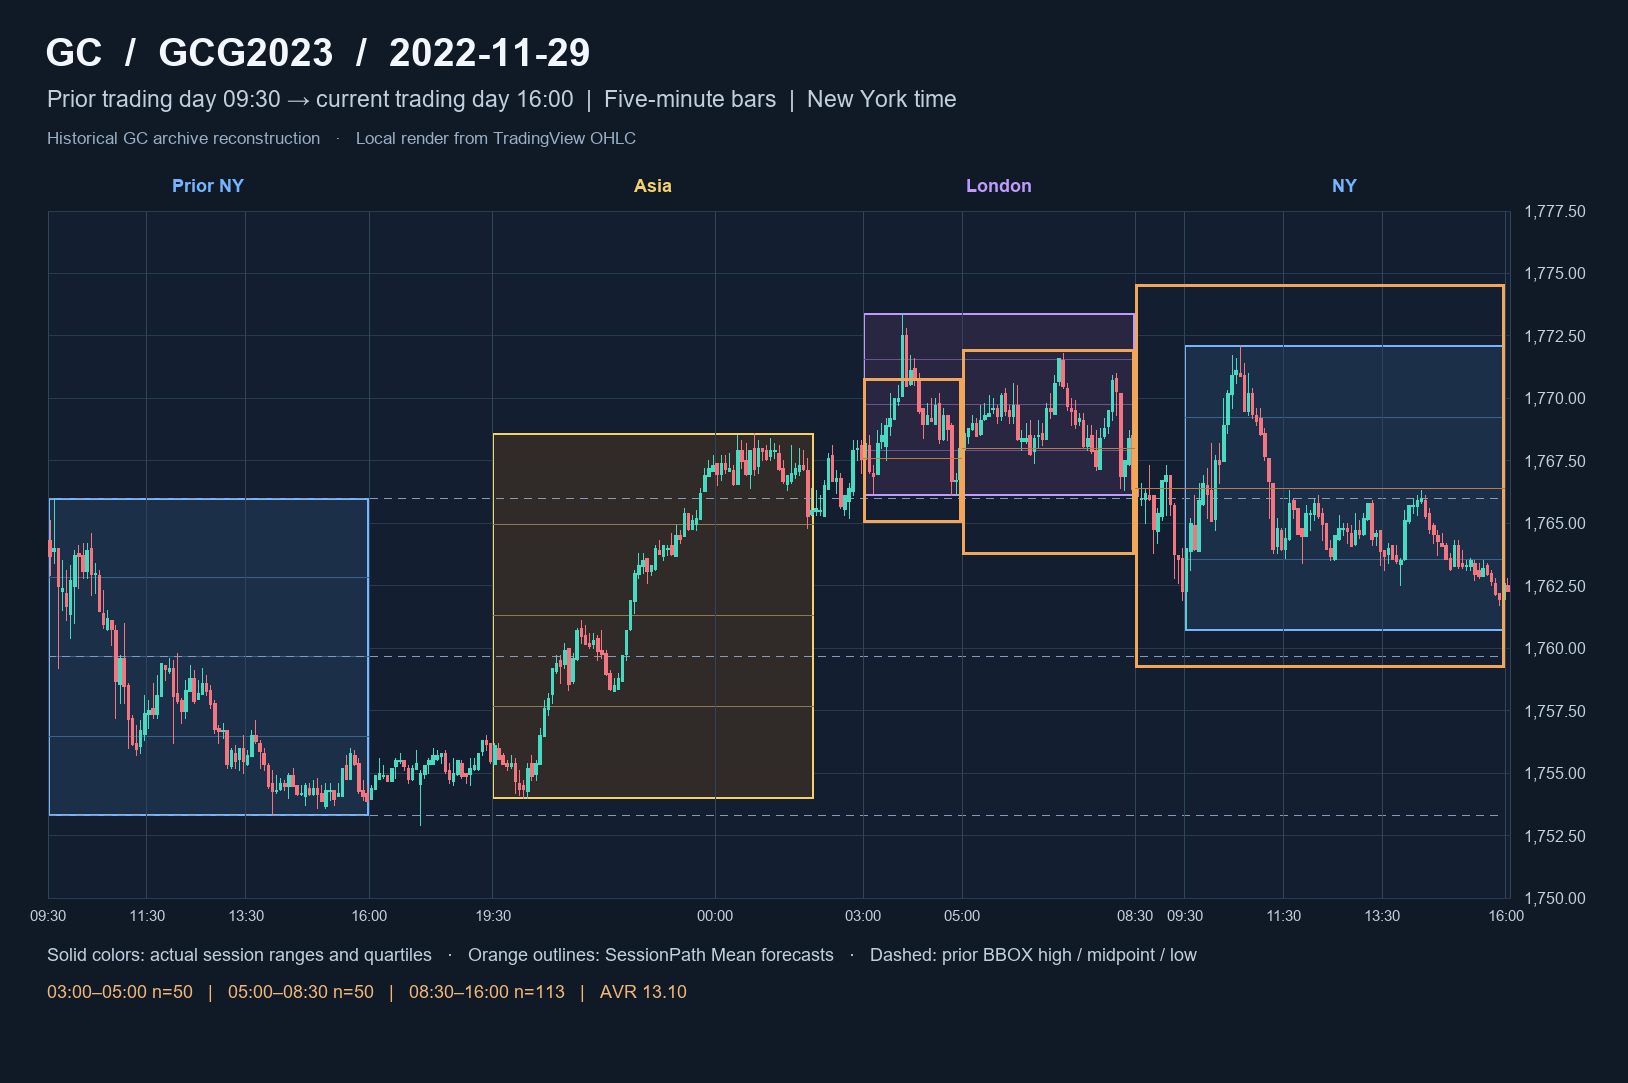 GC / GCG2023 / 2022-11-29
Prior trading day 09:30 → current trading day 16:00 | Five-minute bars | New York time
Historical GC archive reconstruction · Local render from TradingView OHLC
Prior NY Asia London NY
1,777.50
1,775.00
1,772.50
1,770.00
1,767.50
1,765.00
1,762.50
1,760.00
1,757.50
1,755.00
1,752.50
1,750.00
09:30 11:30 13:30 16:00 19:30 00:00 03:00 05:00 08:30 09:30 11:30 13:30 16:00
Solid colors: actual session ranges and quartiles · Orange outlines: SessionPath Mean forecasts · Dashed: prior BBOX high / midpoint / low
03:00–05:00 n=50 | 05:00–08:30 n=50 | 08:30–16:00 n=113 | AVR 13.10